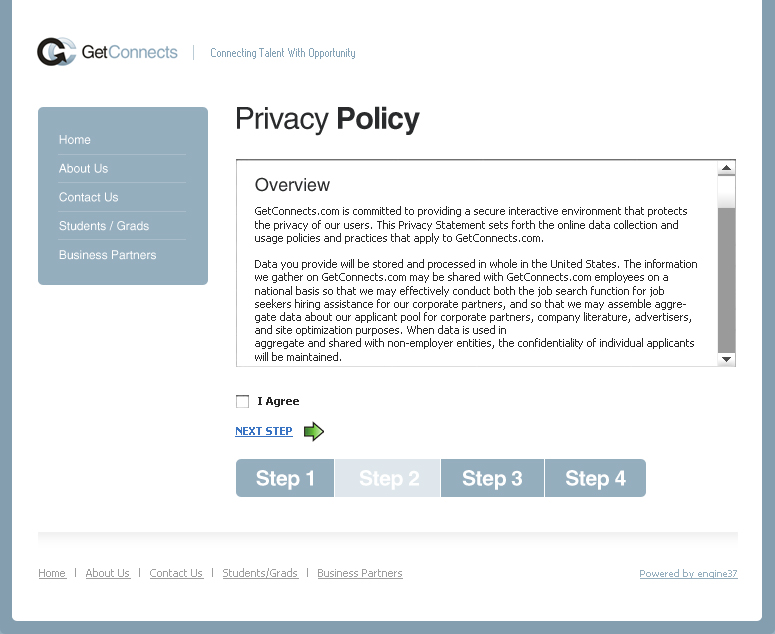 GetConnects
Connecting Talent With Opportunity
Home
About Us
Contact Us
Students / Grads
Business Partners
Privacy Policy
Overview
GetConnects.com is committed to providing a secure interactive environment that protects
the privacy of our users. This Privacy Statement sets forth the online data collection and
usage policies and practices that apply to GetConnects.com.
Data you provide will be stored and processed in whole in the United States. The information
we gather on GetConnects.com may be shared with GetConnects.com employees on a
national basis so that we may effectively conduct both the job search function for job
seekers hiring assistance for our corporate partners, and so that we may assemble aggre-
gate data about our applicant pool for corporate partners, company literature, advertisers,
and site optimization purposes. When data is used in
aggregate and shared with non-employer entities, the confidentiality of individual applicants
will be maintained.
I Agree
NEXT STEP
Step 1 Step 2 Step 3 Step 4
Home | About Us | Contact Us | Students/Grads | Business Partners
Powered by engine37